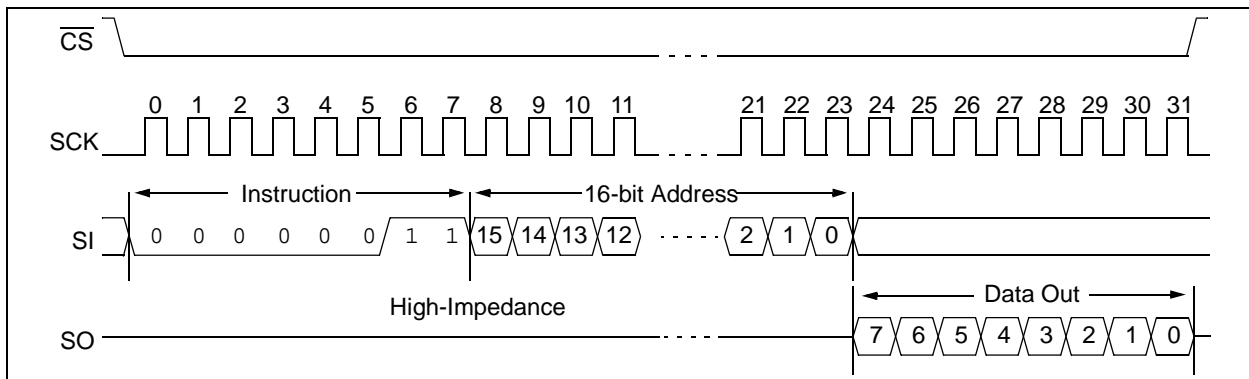 CS
0 1 2 3 4 5 6 7 8 9 10 11 21 22 23 24 25 26 27 28 29 30 31
SCK
Instruction 16-bit Address
SI 0 0 0 0 0 0 1 1 15 14 13 12 2 1 0
High-Impedance Data Out
SO 7 6 5 4 3 2 1 0